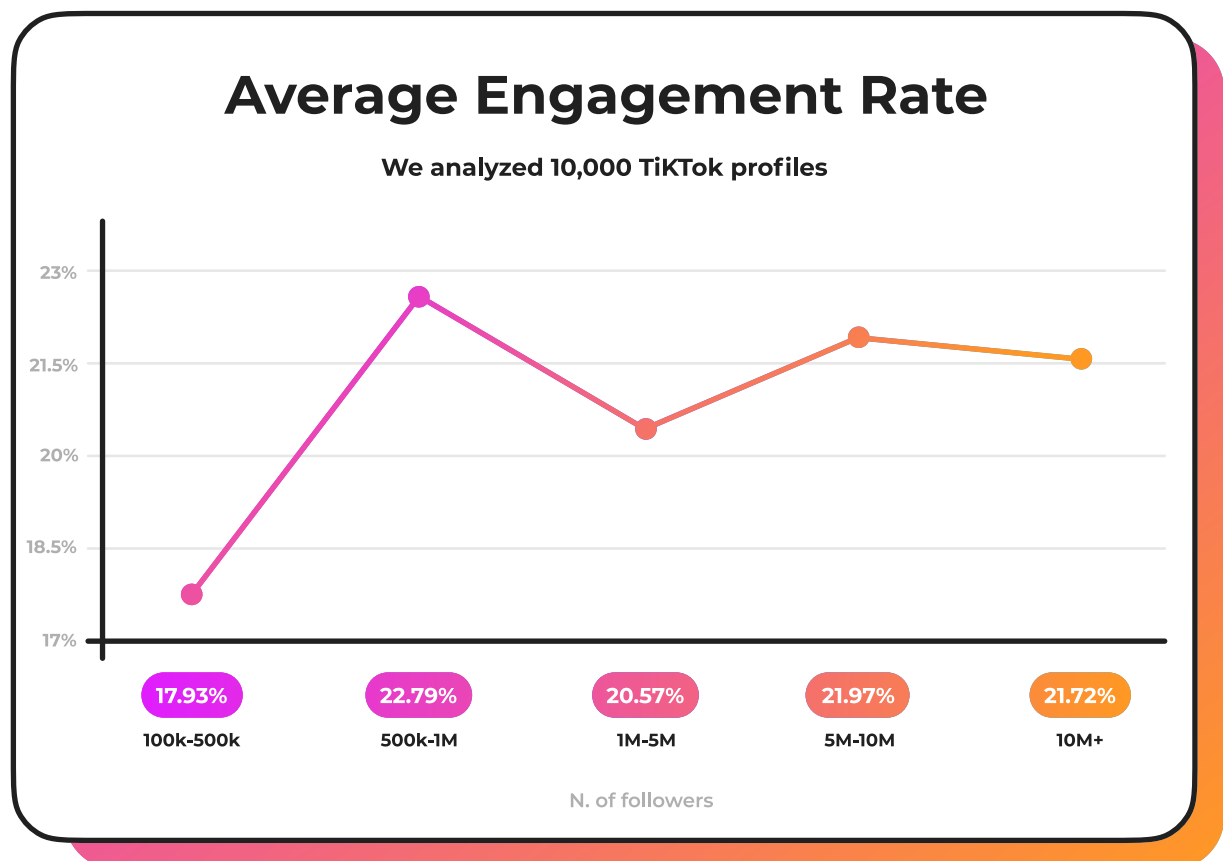 Average Engagement Rate
We analyzed 10,000 TiKTok profiles
23%
21.5%
20%
18.5%
17%
17.93%
22.79%
20.57%
21.97%
21.72%
100k-500k
500k-1M
1M-5M
5M-10M
10M+
N. of followers